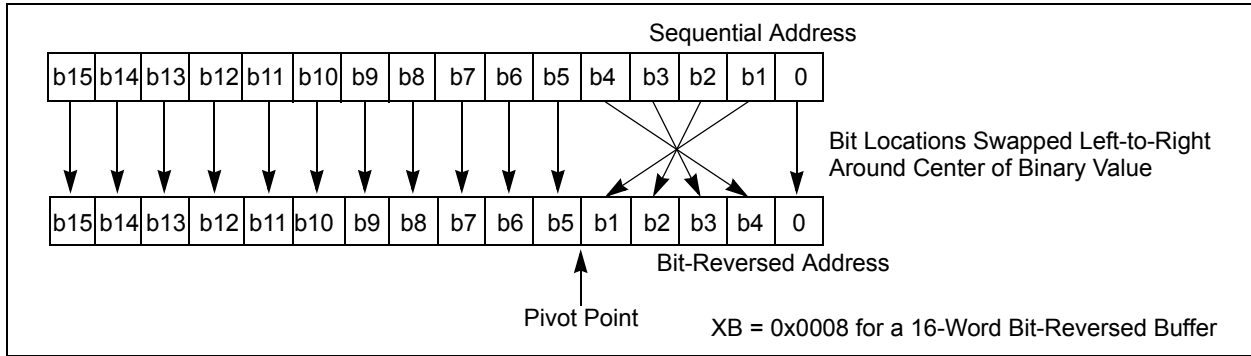 Sequential Address
b15 b14 b13 b12 b11 b10 b9 b8 b7 b6 b5 b4 b3 b2 b1 0
Bit Locations Swapped Left-to-Right
Around Center of Binary Value
b15 b14 b13 b12 b11 b10 b9 b8 b7 b6 b5 b1 b2 b3 b4 0
Bit-Reversed Address
Pivot Point
XB = 0x0008 for a 16-Word Bit-Reversed Buffer